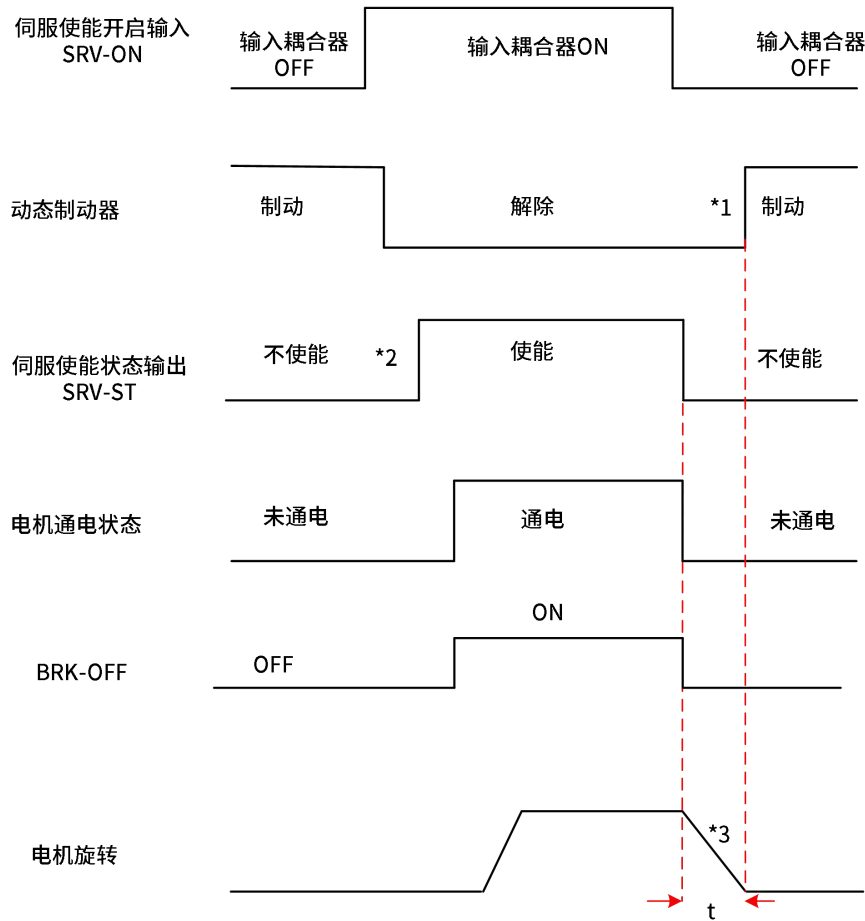 伺服使能开启输入
SRV-ON
输入耦合器
OFF
输入耦合器ON
输入耦合器
OFF
动态制动器
制动
解除
*1
制动
伺服使能状态输出
SRV-ST
不使能
*2
使能
不使能
电机通电状态
未通电
通电
未通电
BRK-OFF
OFF
ON
电机旋转
*3
t